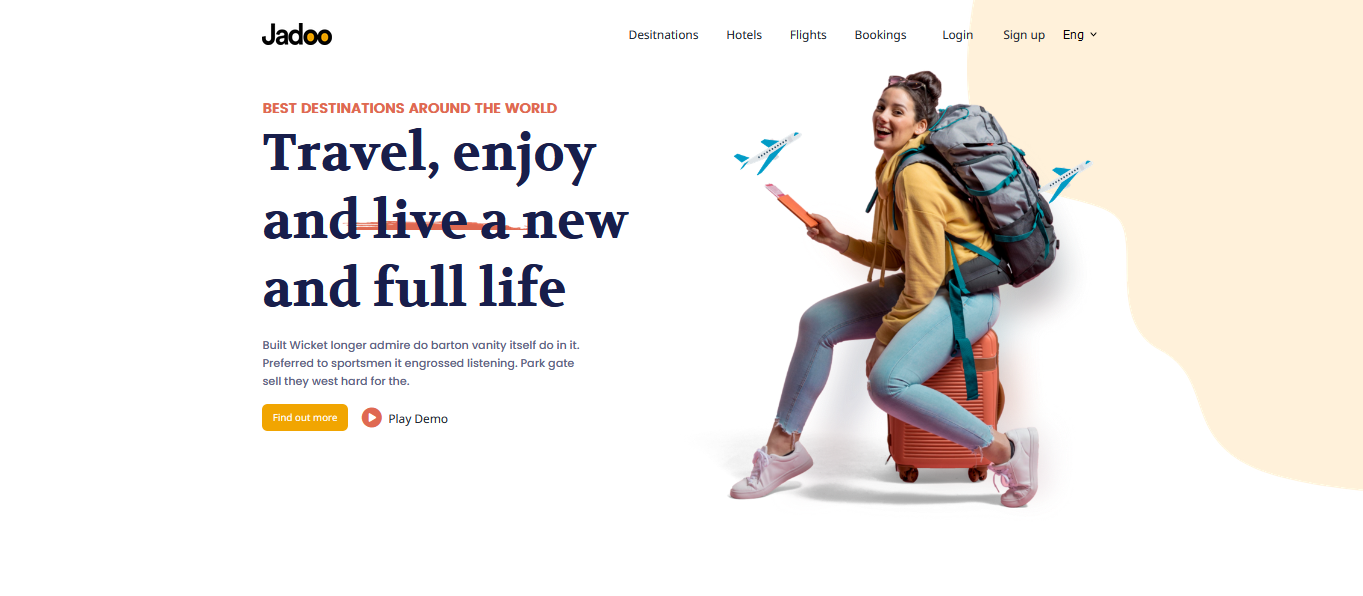 Jadoo
Desitnations Hotels Flights Bookings Login Sign up Eng
BEST DESTINATIONS AROUND THE WORLD
Travel, enjoy
and live a new
and full life
Built Wicket longer admire do barton vanity itself do in it.
Preferred to sportsmen it engrossed listening. Park gate
sell they west hard for the.
Find out more Play Demo